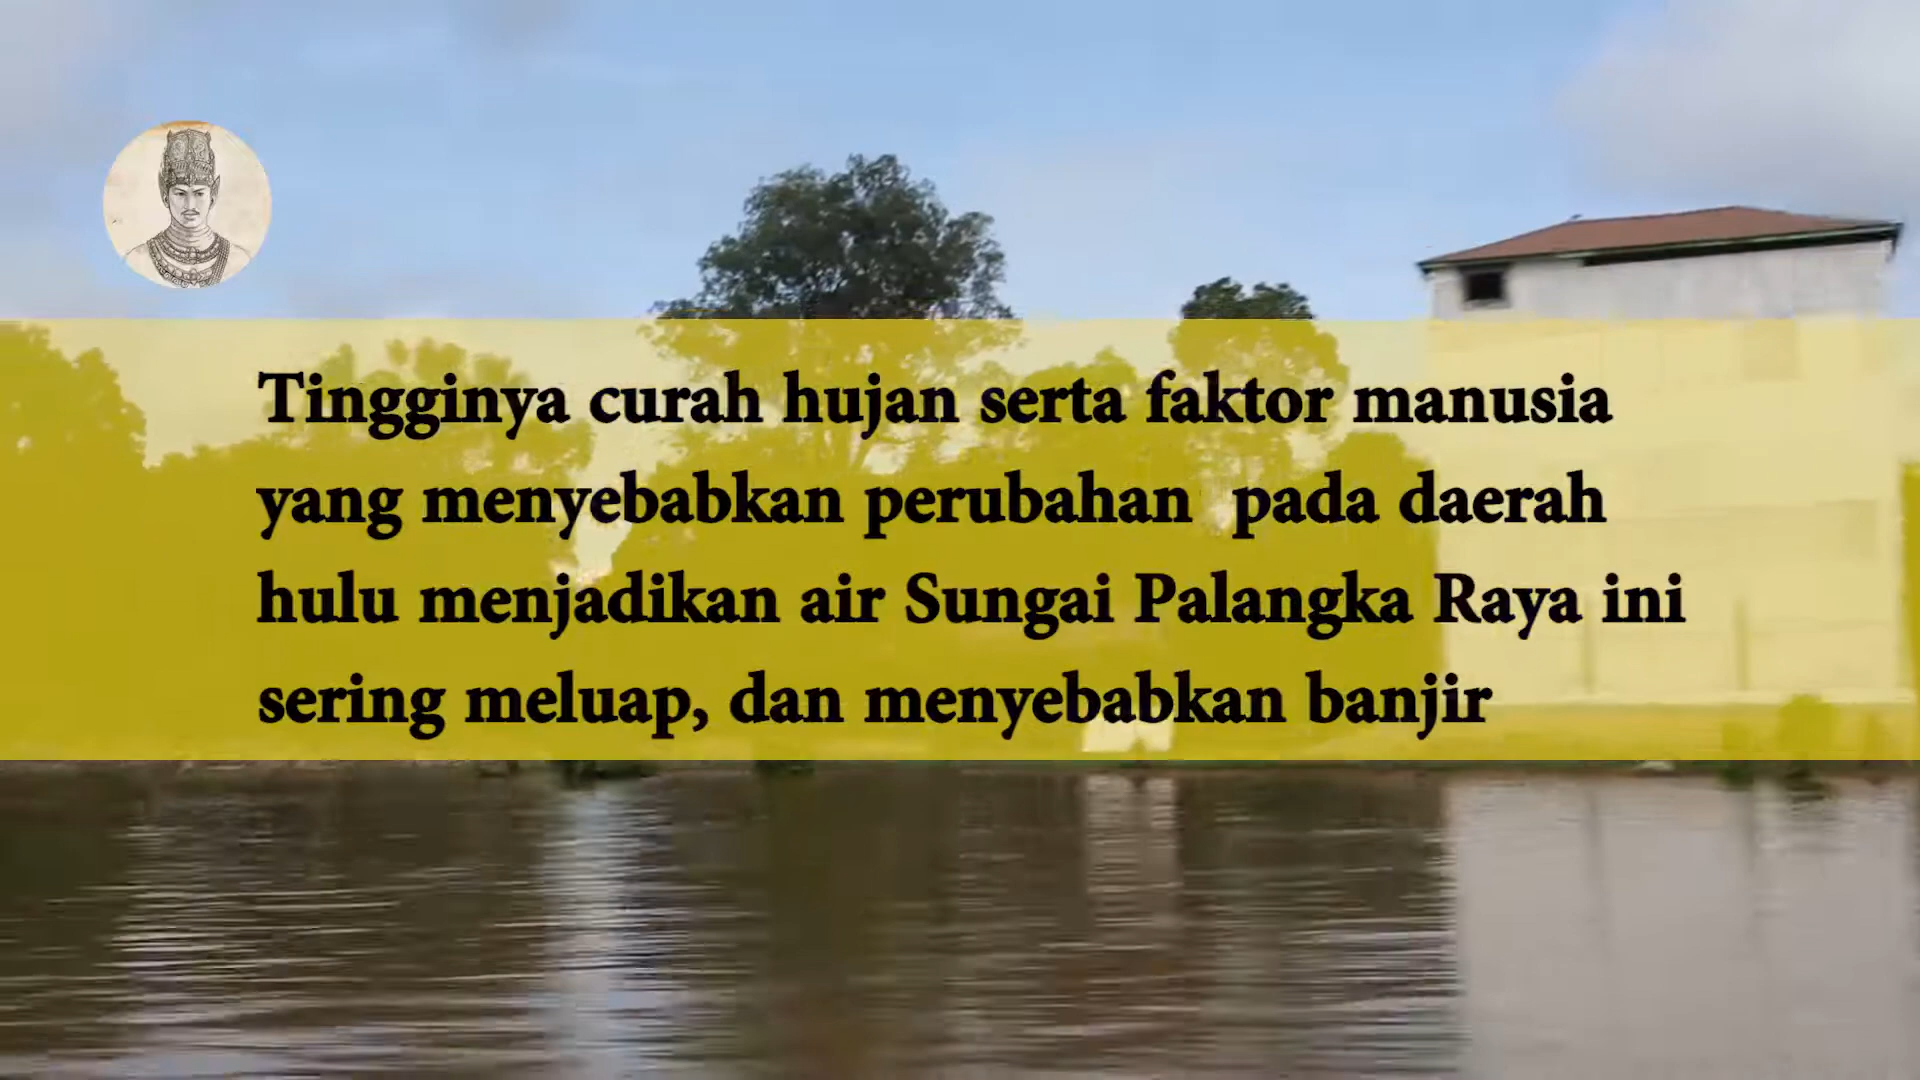 Tingginya curah hujan serta faktor manusia
yang menyebabkan perubahan pada daerah
hulu menjadikan air Sungai Palangka Raya ini
sering meluap, dan menyebabkan banjir